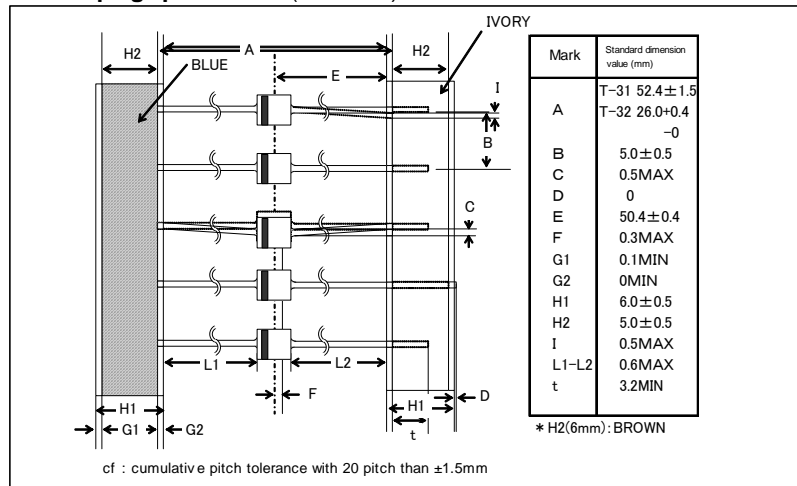 IVORY
H2
A
H2
BLUE
E
I
B
C
L1
L2
F
H1
H1
D
G1
G2
t
cf : cumulative pitch tolerance with 20 pitch than ±1.5mm
Mark Standard dimension value (mm)
A T-31 52.4±1.5
T-32 26.0+0.4
-0
B 5.0±0.5
C 0.5MAX
D 0
E 50.4±0.4
F 0.3MAX
G1 0.1MIN
G2 0MIN
H1 6.0±0.5
H2 5.0±0.5
I 0.5MAX
L1-L2 0.6MAX
t 3.2MIN
* H2(6mm):BROWN